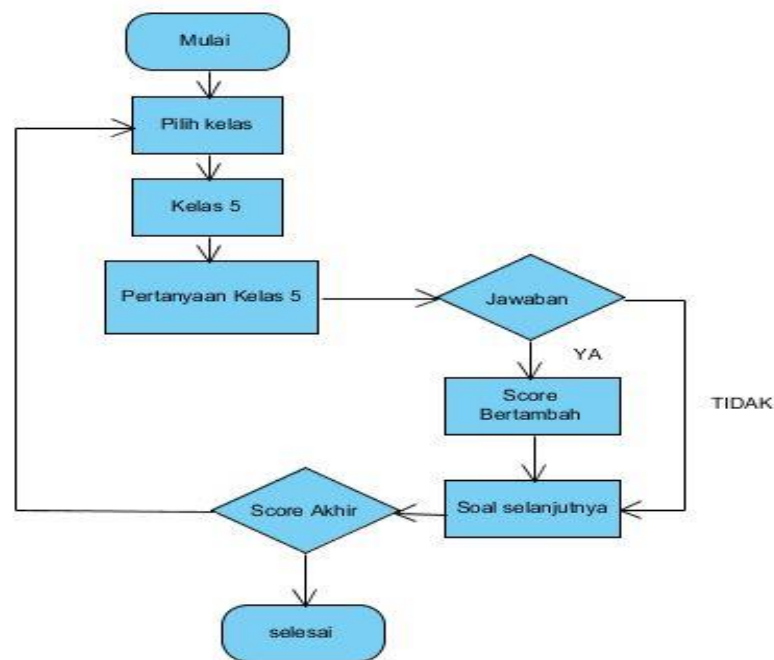 Mulai
Pilih kelas
Kelas 5
Pertanyaan Kelas 5
Jawaban
YA
Score
Bertambah
TIDAK
Soal selanjutnya
Score Akhir
selesai